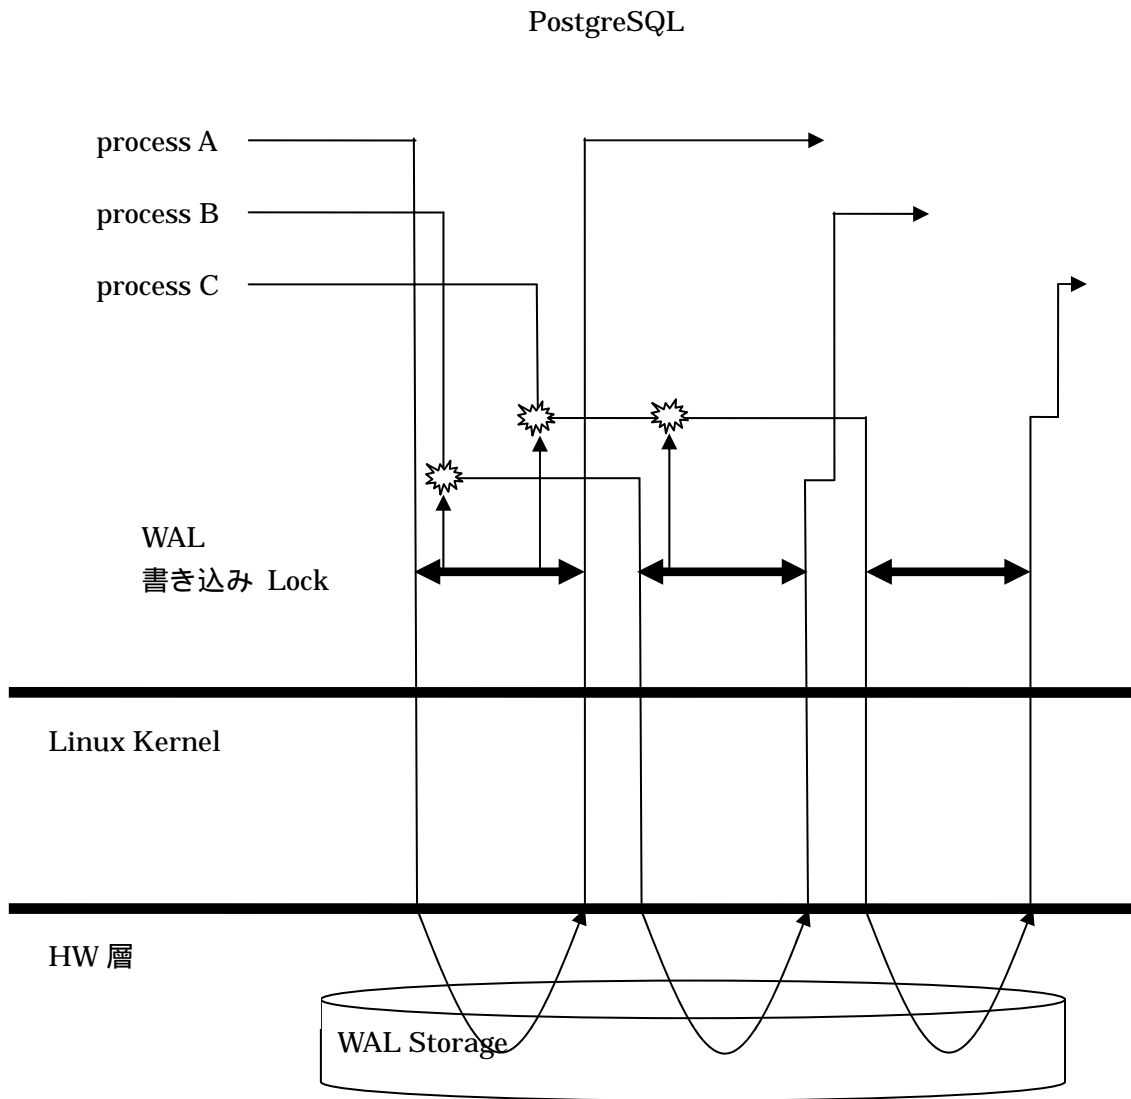 PostgreSQL
process A
process B
process C
WAL
書き込み Lock
Linux Kernel
HW 層
WAL Storage